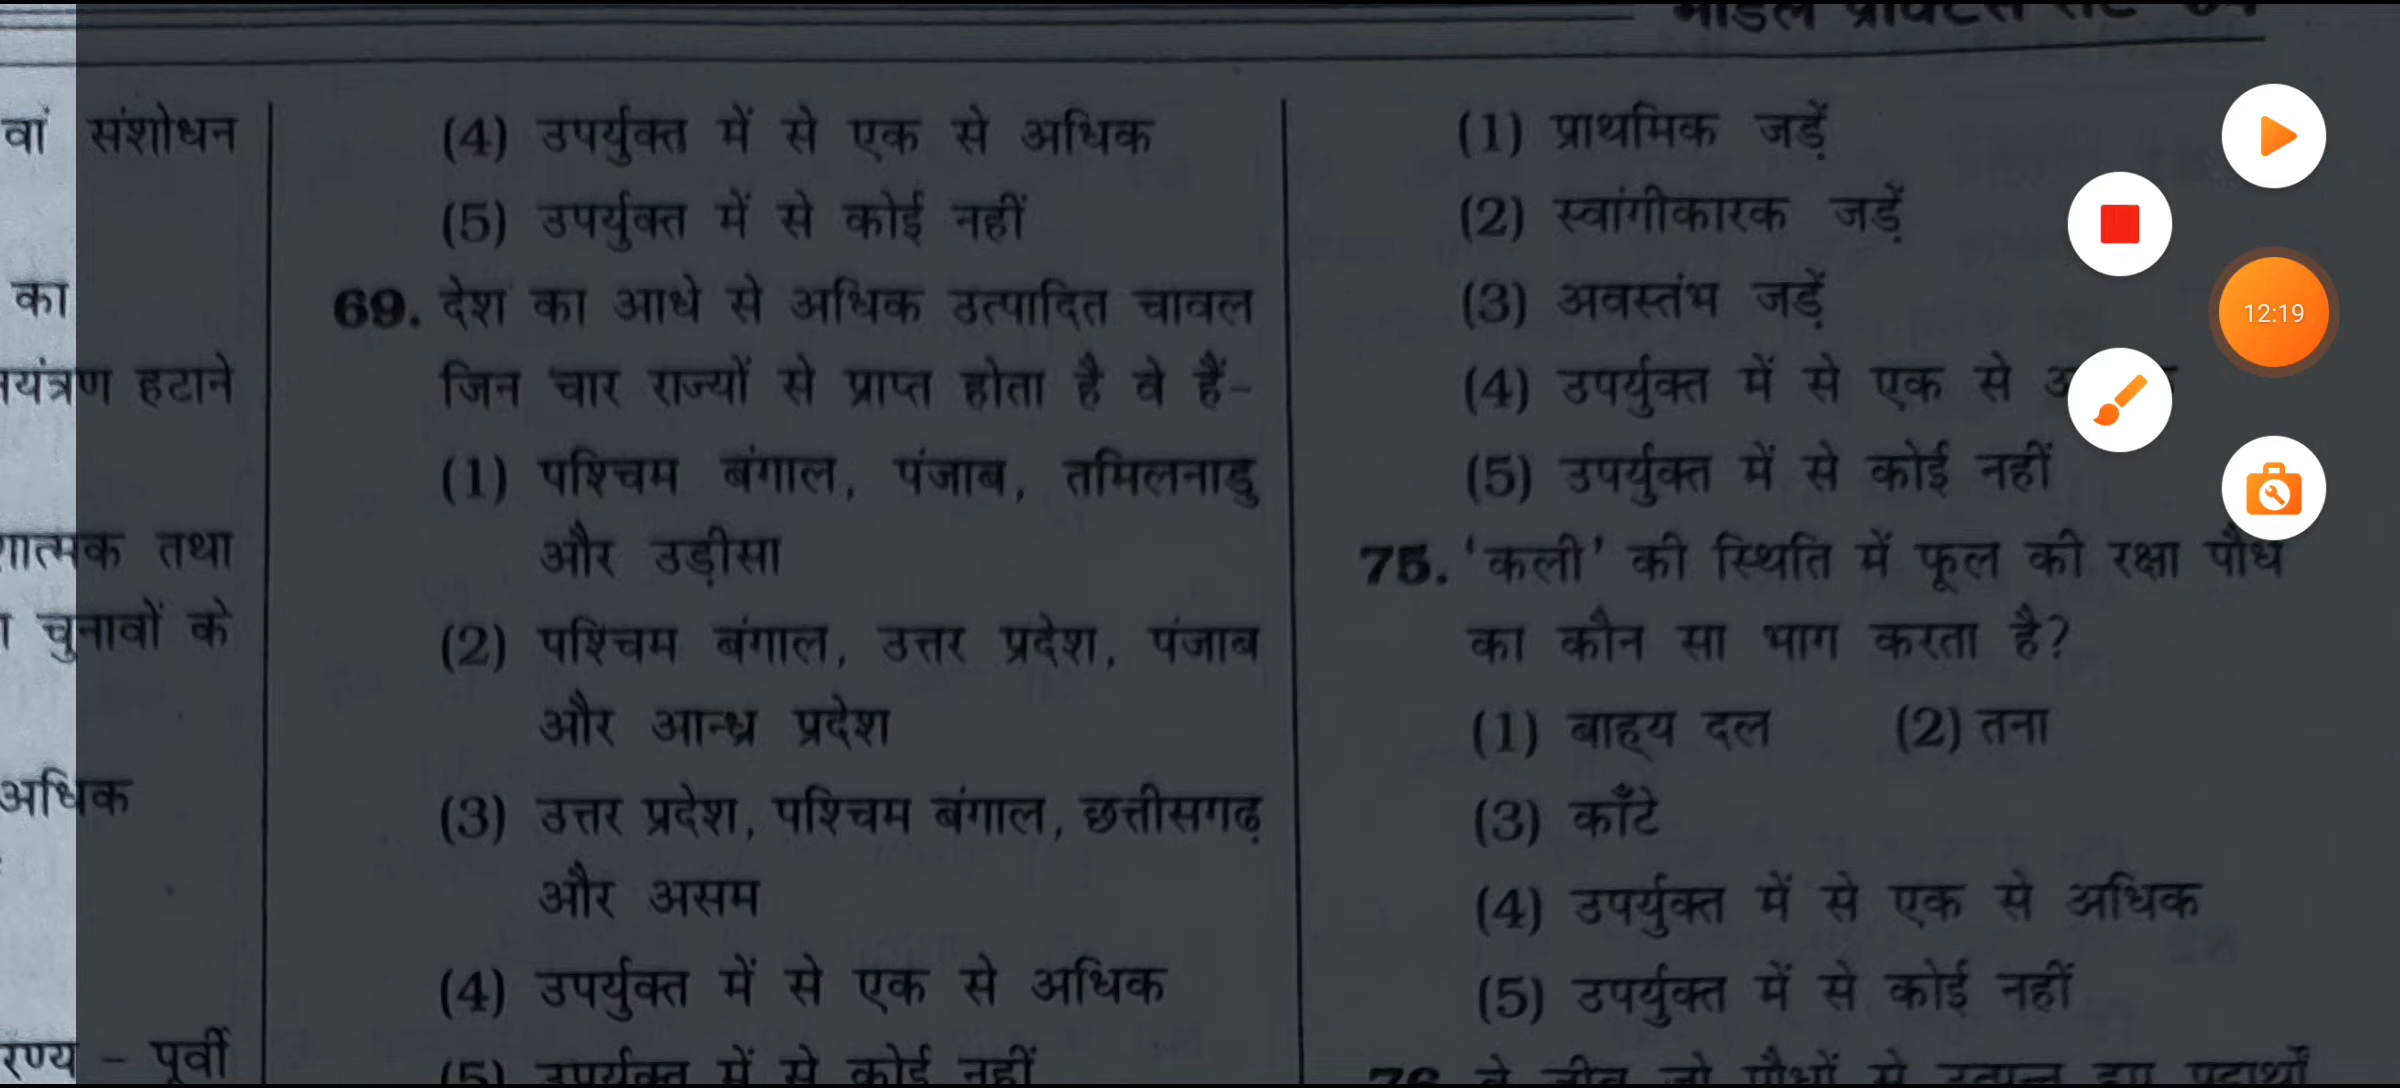 वां संशोधन
का
हटाने
तथा
चुनावों के
अधिक
– पूर्वी
(4) उपर्युक्त में से एक से अधिक
(5) उपर्युक्त में से कोई नहीं
69. देश का आधे से अधिक उत्पादित चावल
जिन चार राज्यों से प्राप्त होता है वे हैं-
(1) पश्चिम बंगाल, पंजाब, तमिलनाडु
और उड़ीसा
(2) पश्चिम बंगाल, उत्तर प्रदेश, पंजाब
और आन्ध्र प्रदेश
(3) उत्तर प्रदेश, पश्चिम बंगाल, छत्तीसगढ़
और असम
(4) उपर्युक्त में से एक से अधिक
(5) उपर्युक्त में से कोई नहीं
(1) प्राथमिक जड़ें
(2) स्वांगीकारक जड़ें
(3) अवस्तंभ जड़ें
(4) उपर्युक्त में से एक से
(5) उपर्युक्त में से कोई नहीं
75. 'कली' की स्थिति में फूल की रक्षा पौधे
का कौन सा भाग करता है?
(1) बाह्य दल (2) तना
(3) काँटे
(4) उपर्युक्त में से एक से अधिक
(5) उपर्युक्त में से कोई नहीं
12:19